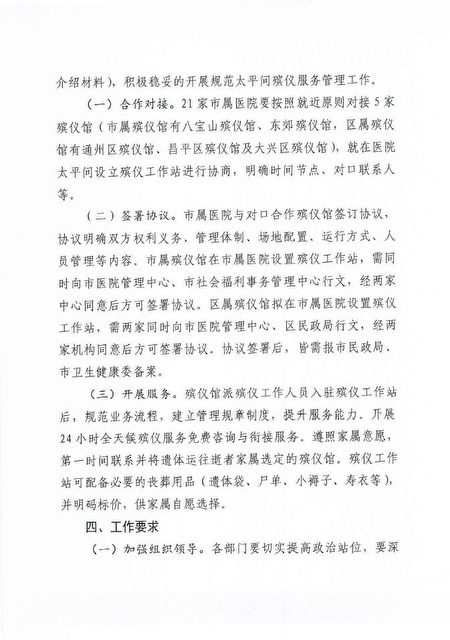 介绍材料），积极稳妥的开展规范太平间殡仪服务管理工作。
（一）合作对接。21家市属医院要按照就近原则对接5家
殡仪馆（市属殡仪馆有八宝山殡仪馆、东郊殡仪馆，区属殡仪
馆有通州区殡仪馆、昌平区殡仪馆及大兴区殡仪馆），就在医院
太平间设立殡仪工作站进行协商，明确时间节点、对口联系人
等。
（二）签署协议。市属医院与对口合作殡仪馆签订协议，
协议明确双方权利义务、管理体制、场地配置、运行方式、人
员管理等内容。市属殡仪馆在市属医院设置殡仪工作站，需同
时向市医院管理中心、市社会福利事务管理中心行文，经两家
中心同意后方可签署协议。区属殡仪馆拟在市属医院设置殡仪
工作站，需两家同时向市医院管理中心、区民政局行文，经两
家机构同意后方可签署协议。协议签署后，皆需报市民政局、
市卫生健康委备案。
（三）开展服务。殡仪馆派殡仪工作人员入驻殡仪工作站
后，规范业务流程，建立管理规章制度，提升服务能力。开展
24小时全天候殡仪服务免费咨询与衔接服务。遵照家属意愿，
第一时间联系并将遗体运往逝者家属选定的殡仪馆。殡仪工作
站可配备必要的丧葬用品（遗体袋、尸单、小褥子、寿衣等），
并明码标价，供家属自愿选择。
四、工作要求
（一）加强组织领导。各部门要切实提高政治站位，要深